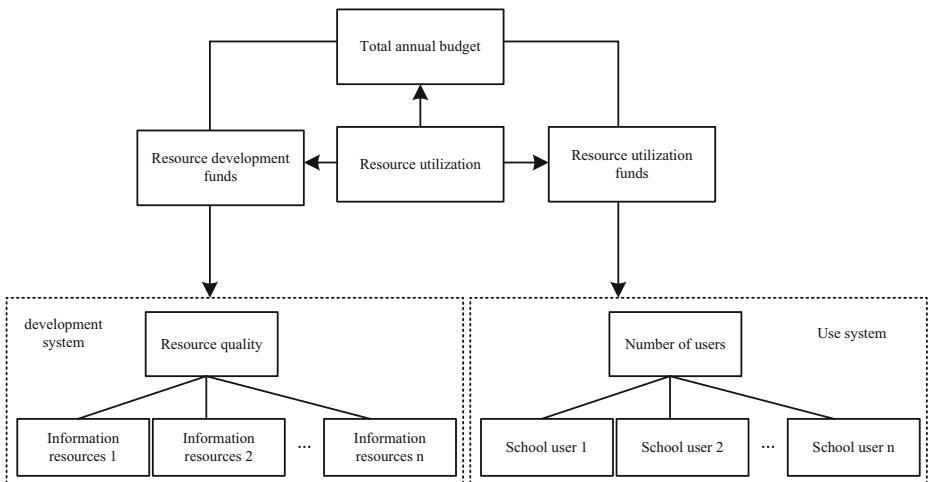 Total annual budget
Resource development
funds
Resource utilization
Resource utilization
funds
development
system
Resource quality
Number of users
Use system
Information
resources 1
Information
resources 2
...
Information
resources n
School user 1
School user 2
...
School user n